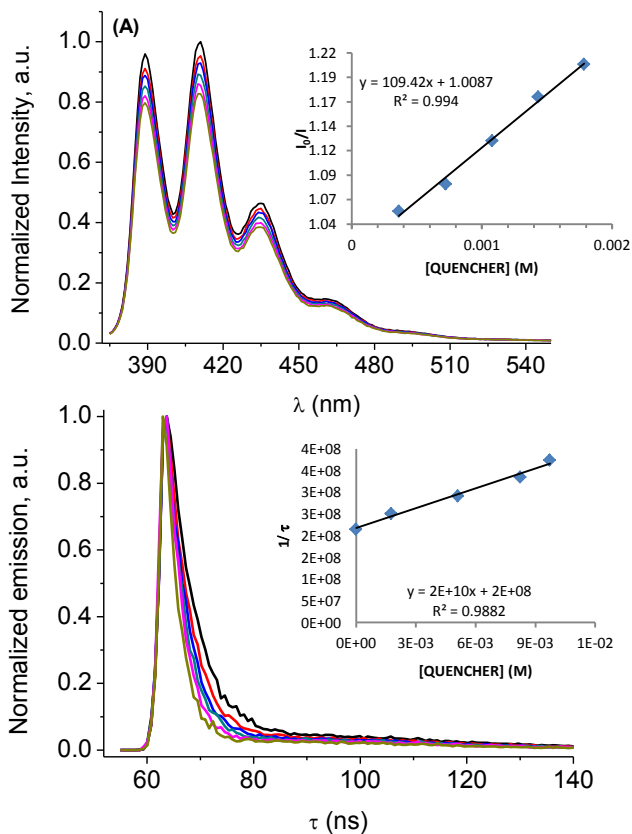 (A)
Normalized Intensity, a.u.
1.0
0.8
0.6
0.4
0.2
0.0
390 420 450 480 510 540
λ (nm)
I₀/I
1.22
1.19
1.17
1.14
1.12
1.09
1.07
1.04
y = 109.42x + 1.0087
R² = 0.994
0 0.001 0.002
[QUENCHER] (M)
Normalized emission, a.u.
1.0
0.8
0.6
0.4
0.2
0.0
60 80 100 120 140
τ (ns)
1/ τ
4E+08
4E+08
3E+08
3E+08
2E+08
2E+08
1E+08
5E+07
0E+00
y = 2E+10x + 2E+08
R² = 0.9882
0E+00 3E-03 6E-03 9E-03 1E-02
[QUENCHER] (M)